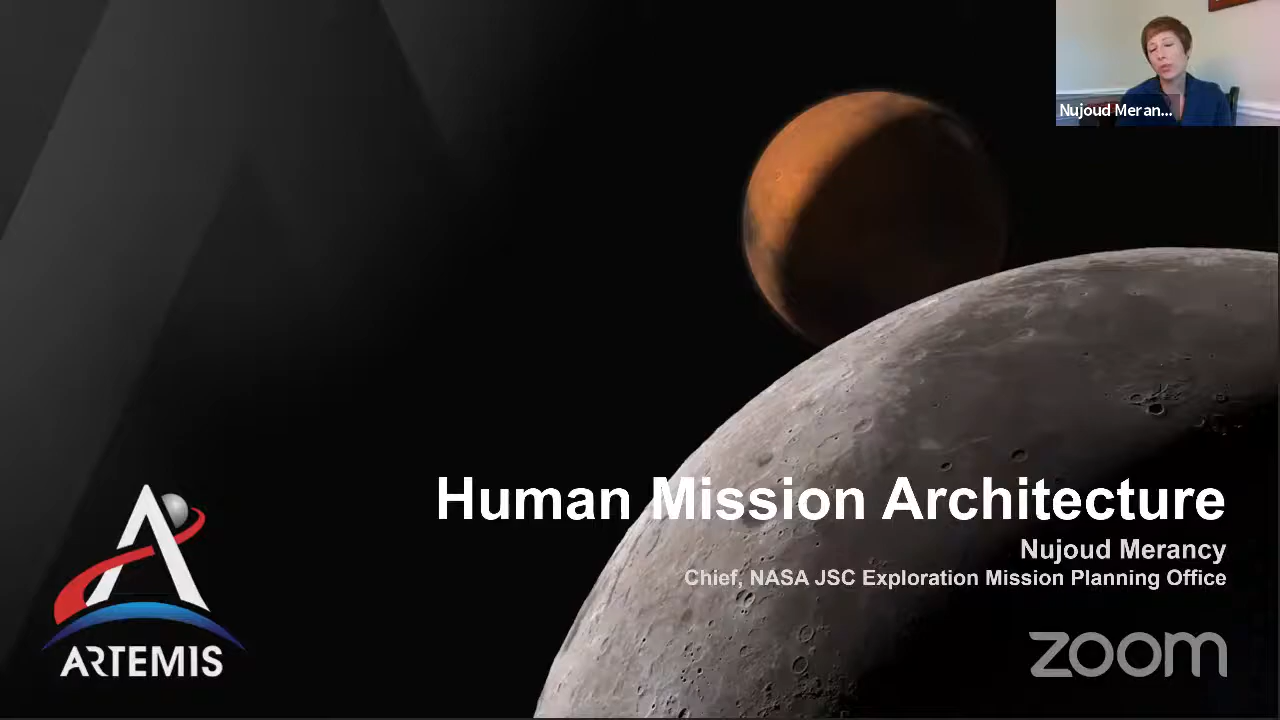 Nujoud Meran...
Human Mission Architecture
Nujoud Merancy
Chief, NASA JSC Exploration Mission Planning Office
ARTEMIS
zoom